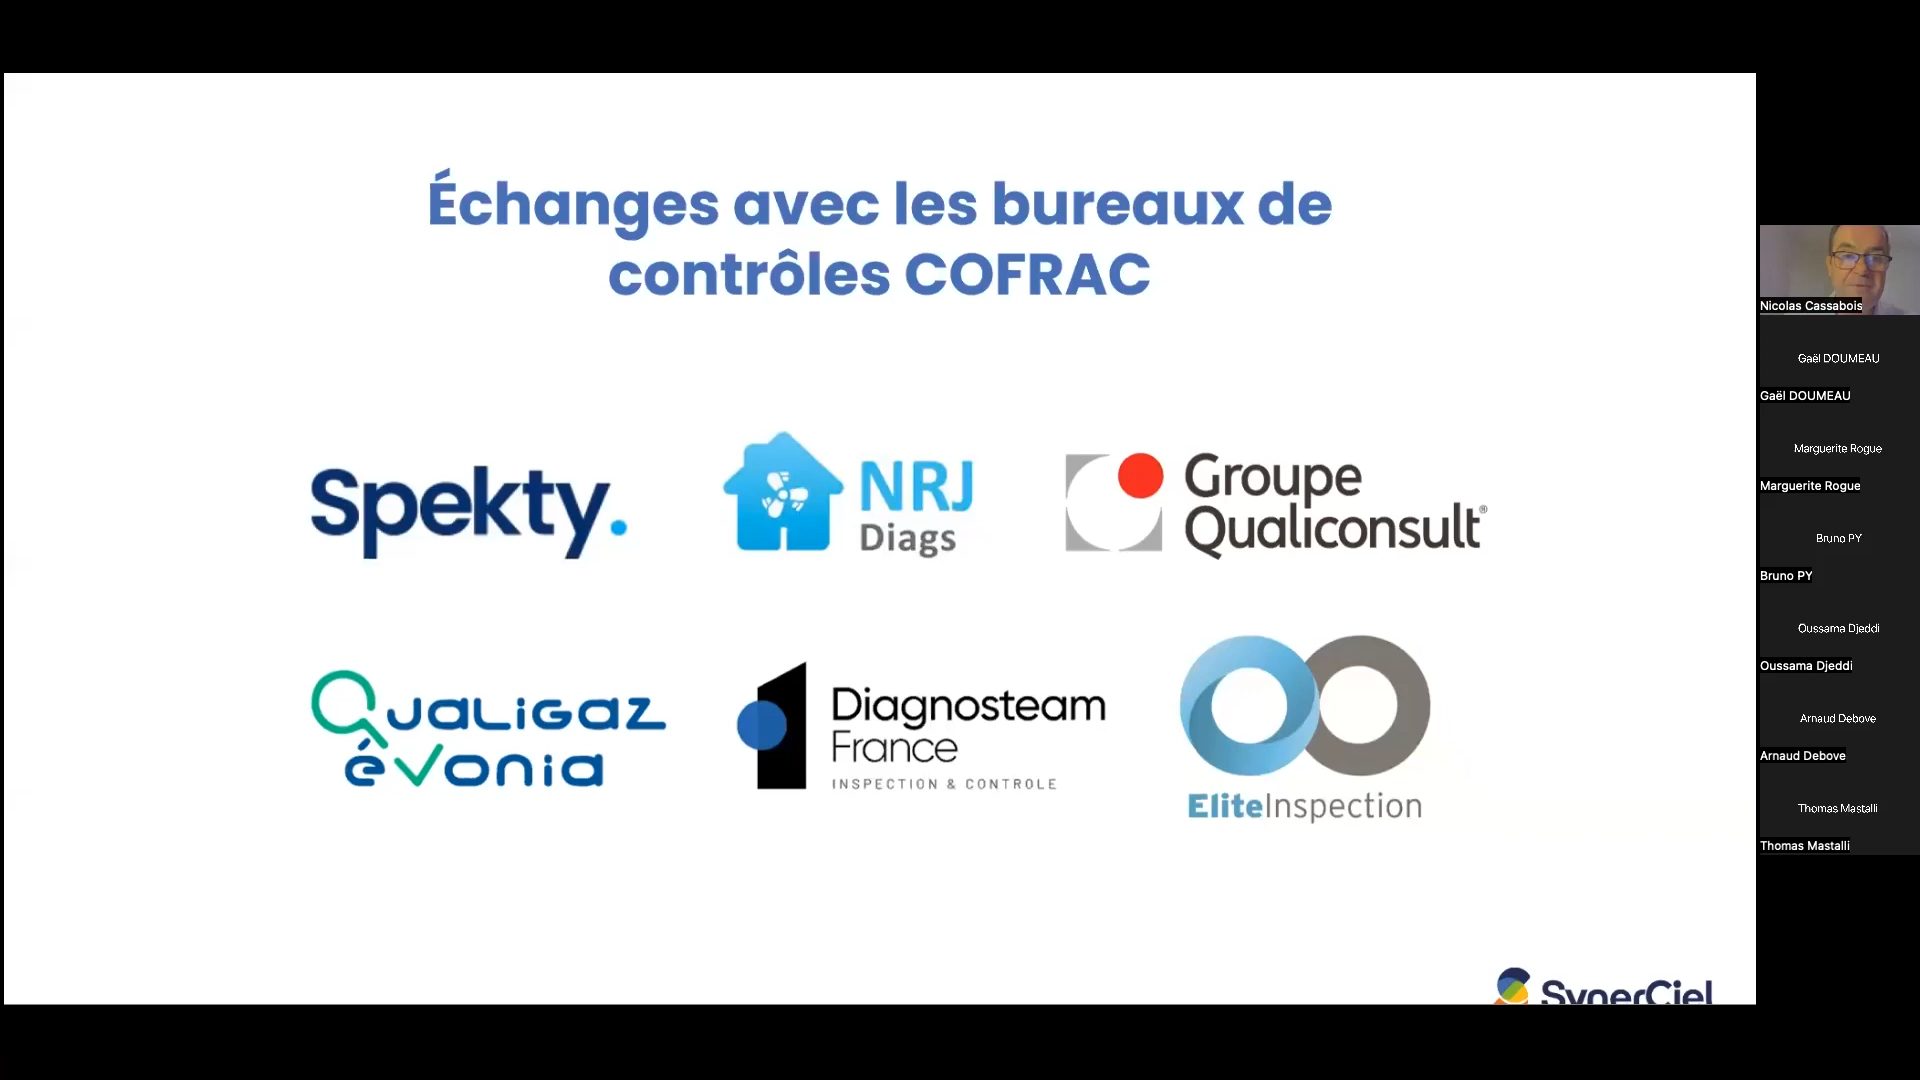 Échanges avec les bureaux de
contrôles COFRAC
Spekty.
NRJ
Diags
Groupe
Qualiconsult®
QUALIGAZ
évonia
Diagnosteam
France
INSPECTION & CONTROLE
EliteInspection
SynerCiel
Nicolas Cassabois
Gaël DOUMEAU
Gaël DOUMEAU
Marguerite Rogue
Marguerite Rogue
Bruno PY
Bruno PY
Oussama Djeddi
Oussama Djeddi
Arnaud Debove
Arnaud Debove
Thomas Mastalli
Thomas Mastalli